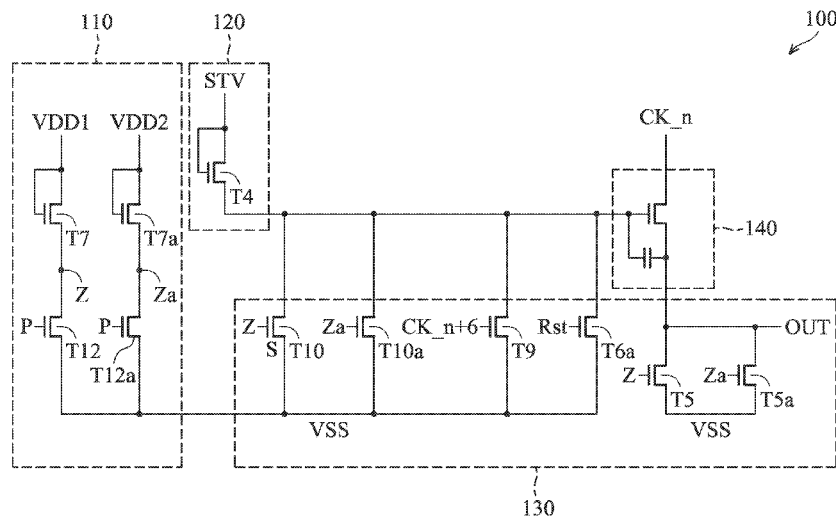 110
120
100
STV
VDD1
VDD2
CK_n
T4
T7
T7a
140
Z
Za
P
T12
P
T12a
Z
S
T10
Za
T10a
CK_n+6
T9
Rst
T6a
OUT
Z
T5
Za
T5a
VSS
VSS
130